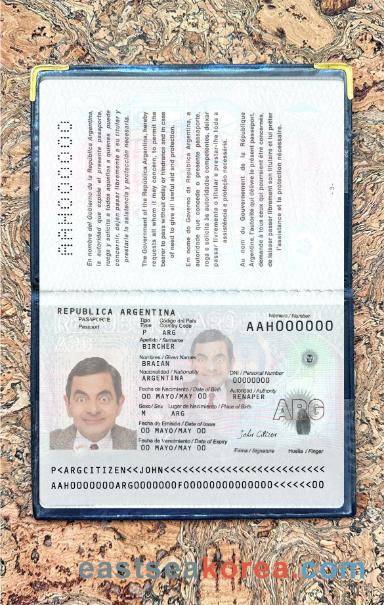 AAH000000
En nombre del Gobierno de la República Argentina,
la autoridad que expide el presente pasaporte,
ruega y solicita a todos aquellos a quienes puede
concernir, dejen pasar libremente a su titular y
prestarle la asistencia y protección necesaria.
The Government of the República Argentina, hereby
requests all whom it may concern, to permit the
bearer to pass without delay or hindrance and in case
of need to give all lawful aid and protection.
Em nome do Governo da República Argentina, a
autoridade que concede o presente passaporte,
roga e solicita às autoridades competentes, deixar
passar livremente o titular e prestar-lhe toda a
assistência e proteção necessária.
Au nom du Gouvernement de la République
Argentine, l'autorité qui délivre le présent passeport,
demande à tous ceux qui pourraient être concernés,
de laisser passer librement son titulaire et lui prêter
l'assistance et la protection nécessaire.
-3-
REPUBLICA ARGENTINA
PASAPORTE
Passport
Tipo
Type
P
Código del País
Country Code
ARG
Número / Number
AAH000000
Apellido / Surname
BIRCHER
Nombres / Given Names
BRAIAN
Nacionalidad / Nationality
ARGENTINA
DNI / Personal Number
00000000
Fecha de Nacimiento / Date of Birth
00 MAYO/MAY 00
Autoridad / Authority
RENAPER
Sexo / Sex
M
Lugar de Nacimiento / Place of Birth
ARG
ARG
Fecha de Emisión / Date of Issue
00 MAYO/MAY 00
John Citizen
Fecha de Vencimiento / Date of Expiry
00 MAYO/MAY 00
Firma / Signature
Huella / Finger
P<ARGCITIZEN<<JOHN<<<<<<<<<<<<<<<<<<<<<<<<<<
AAH0000000ARG0000000F00000000000000<<<<<<00
eastseakorea.com